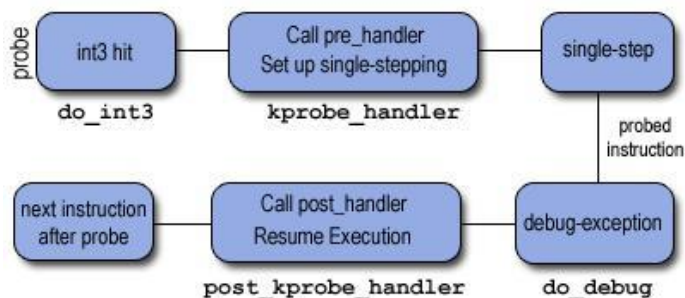 probe
int3 hit
Call pre_handler
Set up single-stepping
single-step
do_int3
kprobe_handler
probed
instruction
next instruction
after probe
Call post_handler
Resume Execution
debug-exception
post_kprobe_handler
do_debug